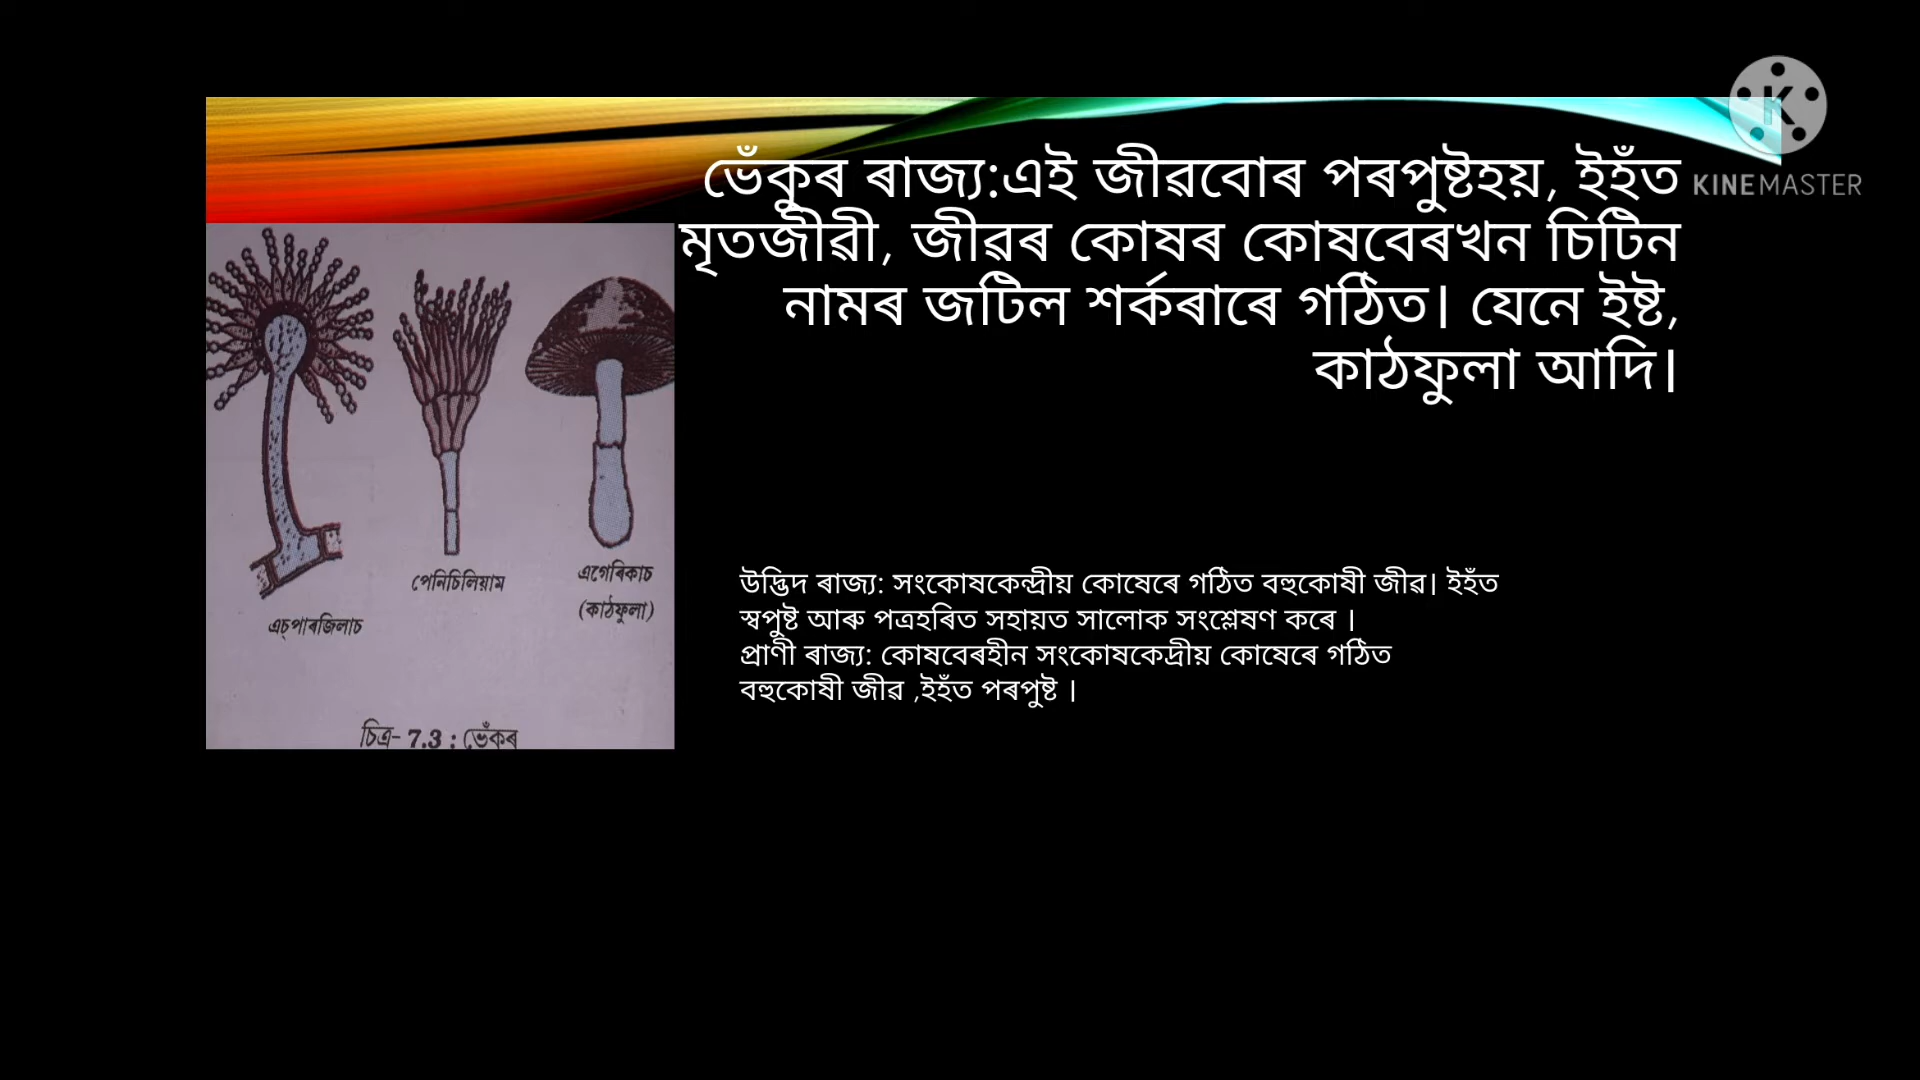 ভেঁকুৰ ৰাজ্য:এই জীৱবোৰ পৰপুষ্টহয়, ইহঁত
মৃতজীৱী, জীৱৰ কোষৰ কোষবেৰখন চিটিন
নামৰ জটিল শৰ্কৰাৰে গঠিত। যেনে ইষ্ট,
কাঠফুলা আদি।
উদ্ভিদ ৰাজ্য: সংকোষকেন্দ্ৰীয় কোষেৰে গঠিত বহুকোষী জীৱ। ইহঁত
স্বপুষ্ট আৰু পত্ৰহৰিত সহায়ত সালোক সংশ্লেষণ কৰে ।
প্ৰাণী ৰাজ্য: কোষবেৰহীন সংকোষকেদ্ৰীয় কোষেৰে গঠিত
বহুকোষী জীৱ ,ইহঁত পৰপুষ্ট ।
এচ্পাৰজিলাচ
পেনিচিলিয়াম
এগেৰিকাচ
(কাঠফুলা)
চিত্ৰ- 7.3 : ভেঁকুৰ
K
KINEMASTER